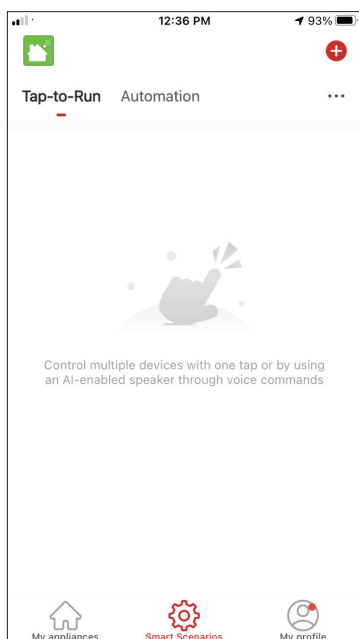 12:36 PM
93%
Tap-to-Run
Automation
Control multiple devices with one tap or by using
an AI-enabled speaker through voice commands
My appliances
Smart Scenarios
My profile